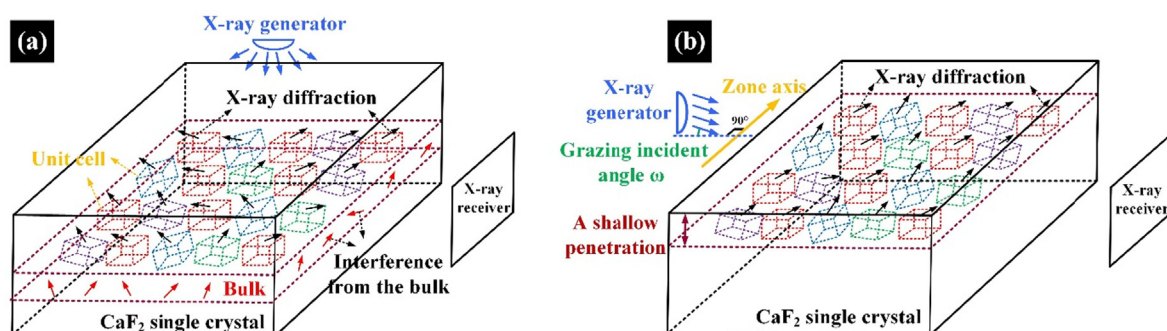 (a)
X-ray generator
X-ray diffraction
Unit cell
X-ray
receiver
Interference
from the bulk
Bulk
CaF₂ single crystal
(b)
X-ray
generator
Zone axis
X-ray diffraction
90°
Grazing incident
angle ω
A shallow
penetration
X-ray
receiver
CaF₂ single crystal